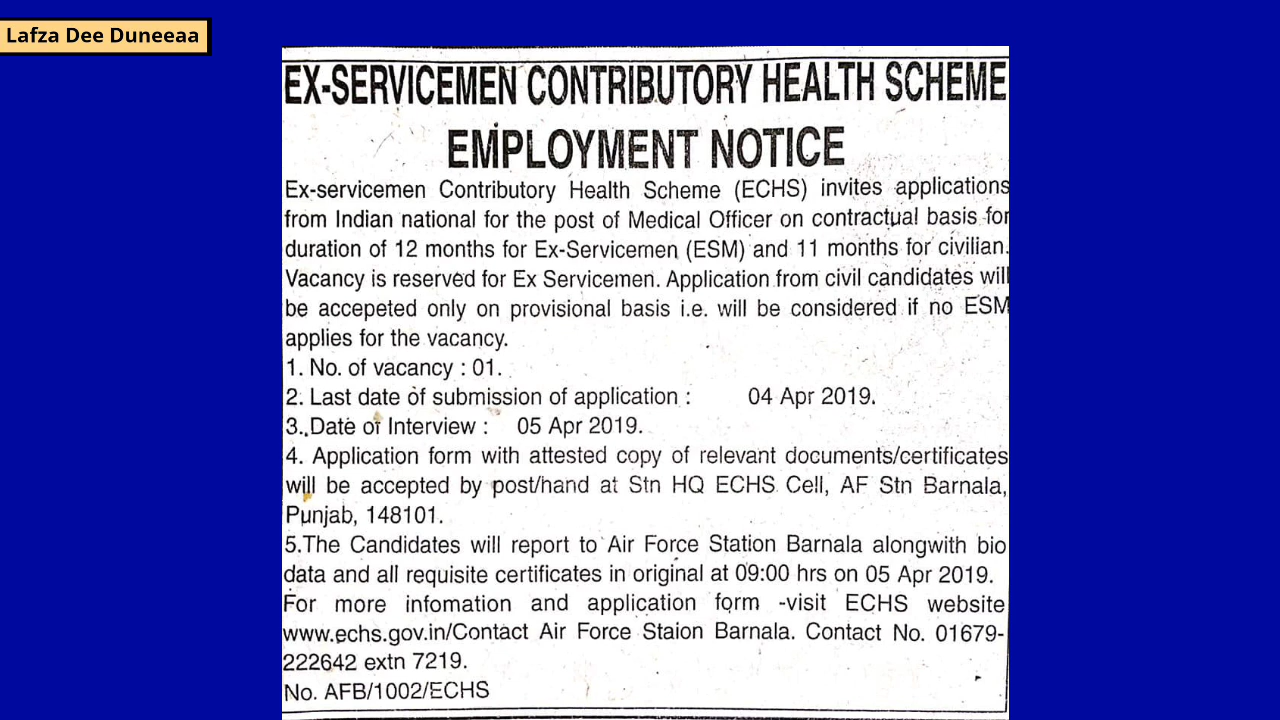 Lafza Dee Duneeaa
EX-SERVICEMEN CONTRIBUTORY HEALTH SCHEME
EMPLOYMENT NOTICE
Ex-servicemen Contributory Health Scheme (ECHS) invites applications
from Indian national for the post of Medical Officer on contractual basis for
duration of 12 months for Ex-Servicemen (ESM) and 11 months for civilian.
Vacancy is reserved for Ex Servicemen. Application from civil candidates will
be accepeted only on provisional basis i.e. will be considered if no ESM
applies for the vacancy.
1. No. of vacancy : 01.
2. Last date of submission of application : 04 Apr 2019.
3. Date of Interview : 05 Apr 2019.
4. Application form with attested copy of relevant documents/certificates
will be accepted by post/hand at Stn HQ ECHS Cell, AF Stn Barnala,
Punjab, 148101.
5.The Candidates will report to Air Force Station Barnala alongwith bio
data and all requisite certificates in original at 09:00 hrs on 05 Apr 2019.
For more infomation and application form -visit ECHS website
www.echs.gov.in/Contact Air Force Staion Barnala. Contact No. 01679-
222642 extn 7219.
No. AFB/1002/ECHS